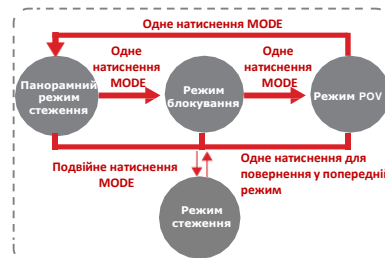 Одне натиснення MODE
Одне
натиснення
MODE
Одне
натиснення
MODE
Панорамний
режим
стеження
Режим
блокування
Режим POV
Подвійне натиснення
MODE
Одне натиснення для
повернення у попередній
режим
Режим
стеження